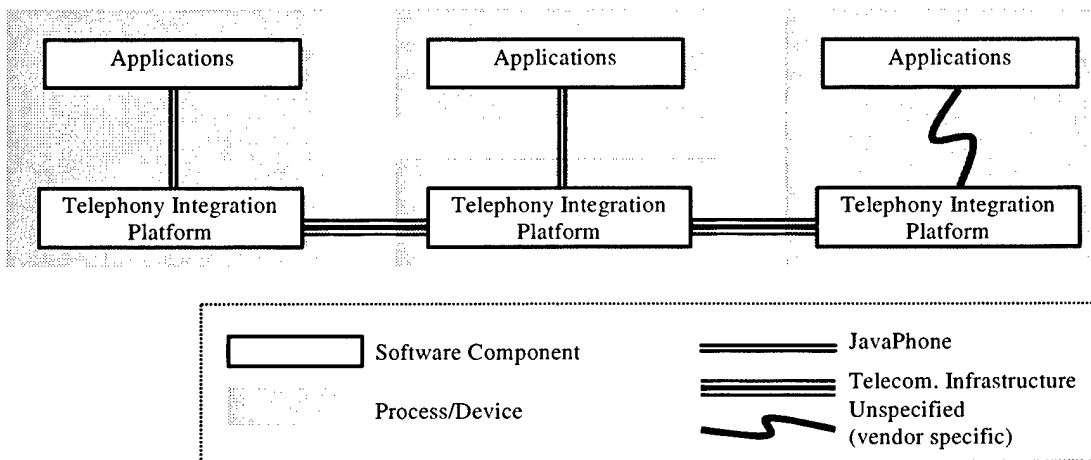 Applications
Applications
Applications
Telephony Integration
Platform
Telephony Integration
Platform
Telephony Integration
Platform
Software Component
Process/Device
JavaPhone
Telecom. Infrastructure
Unspecified
(vendor specific)